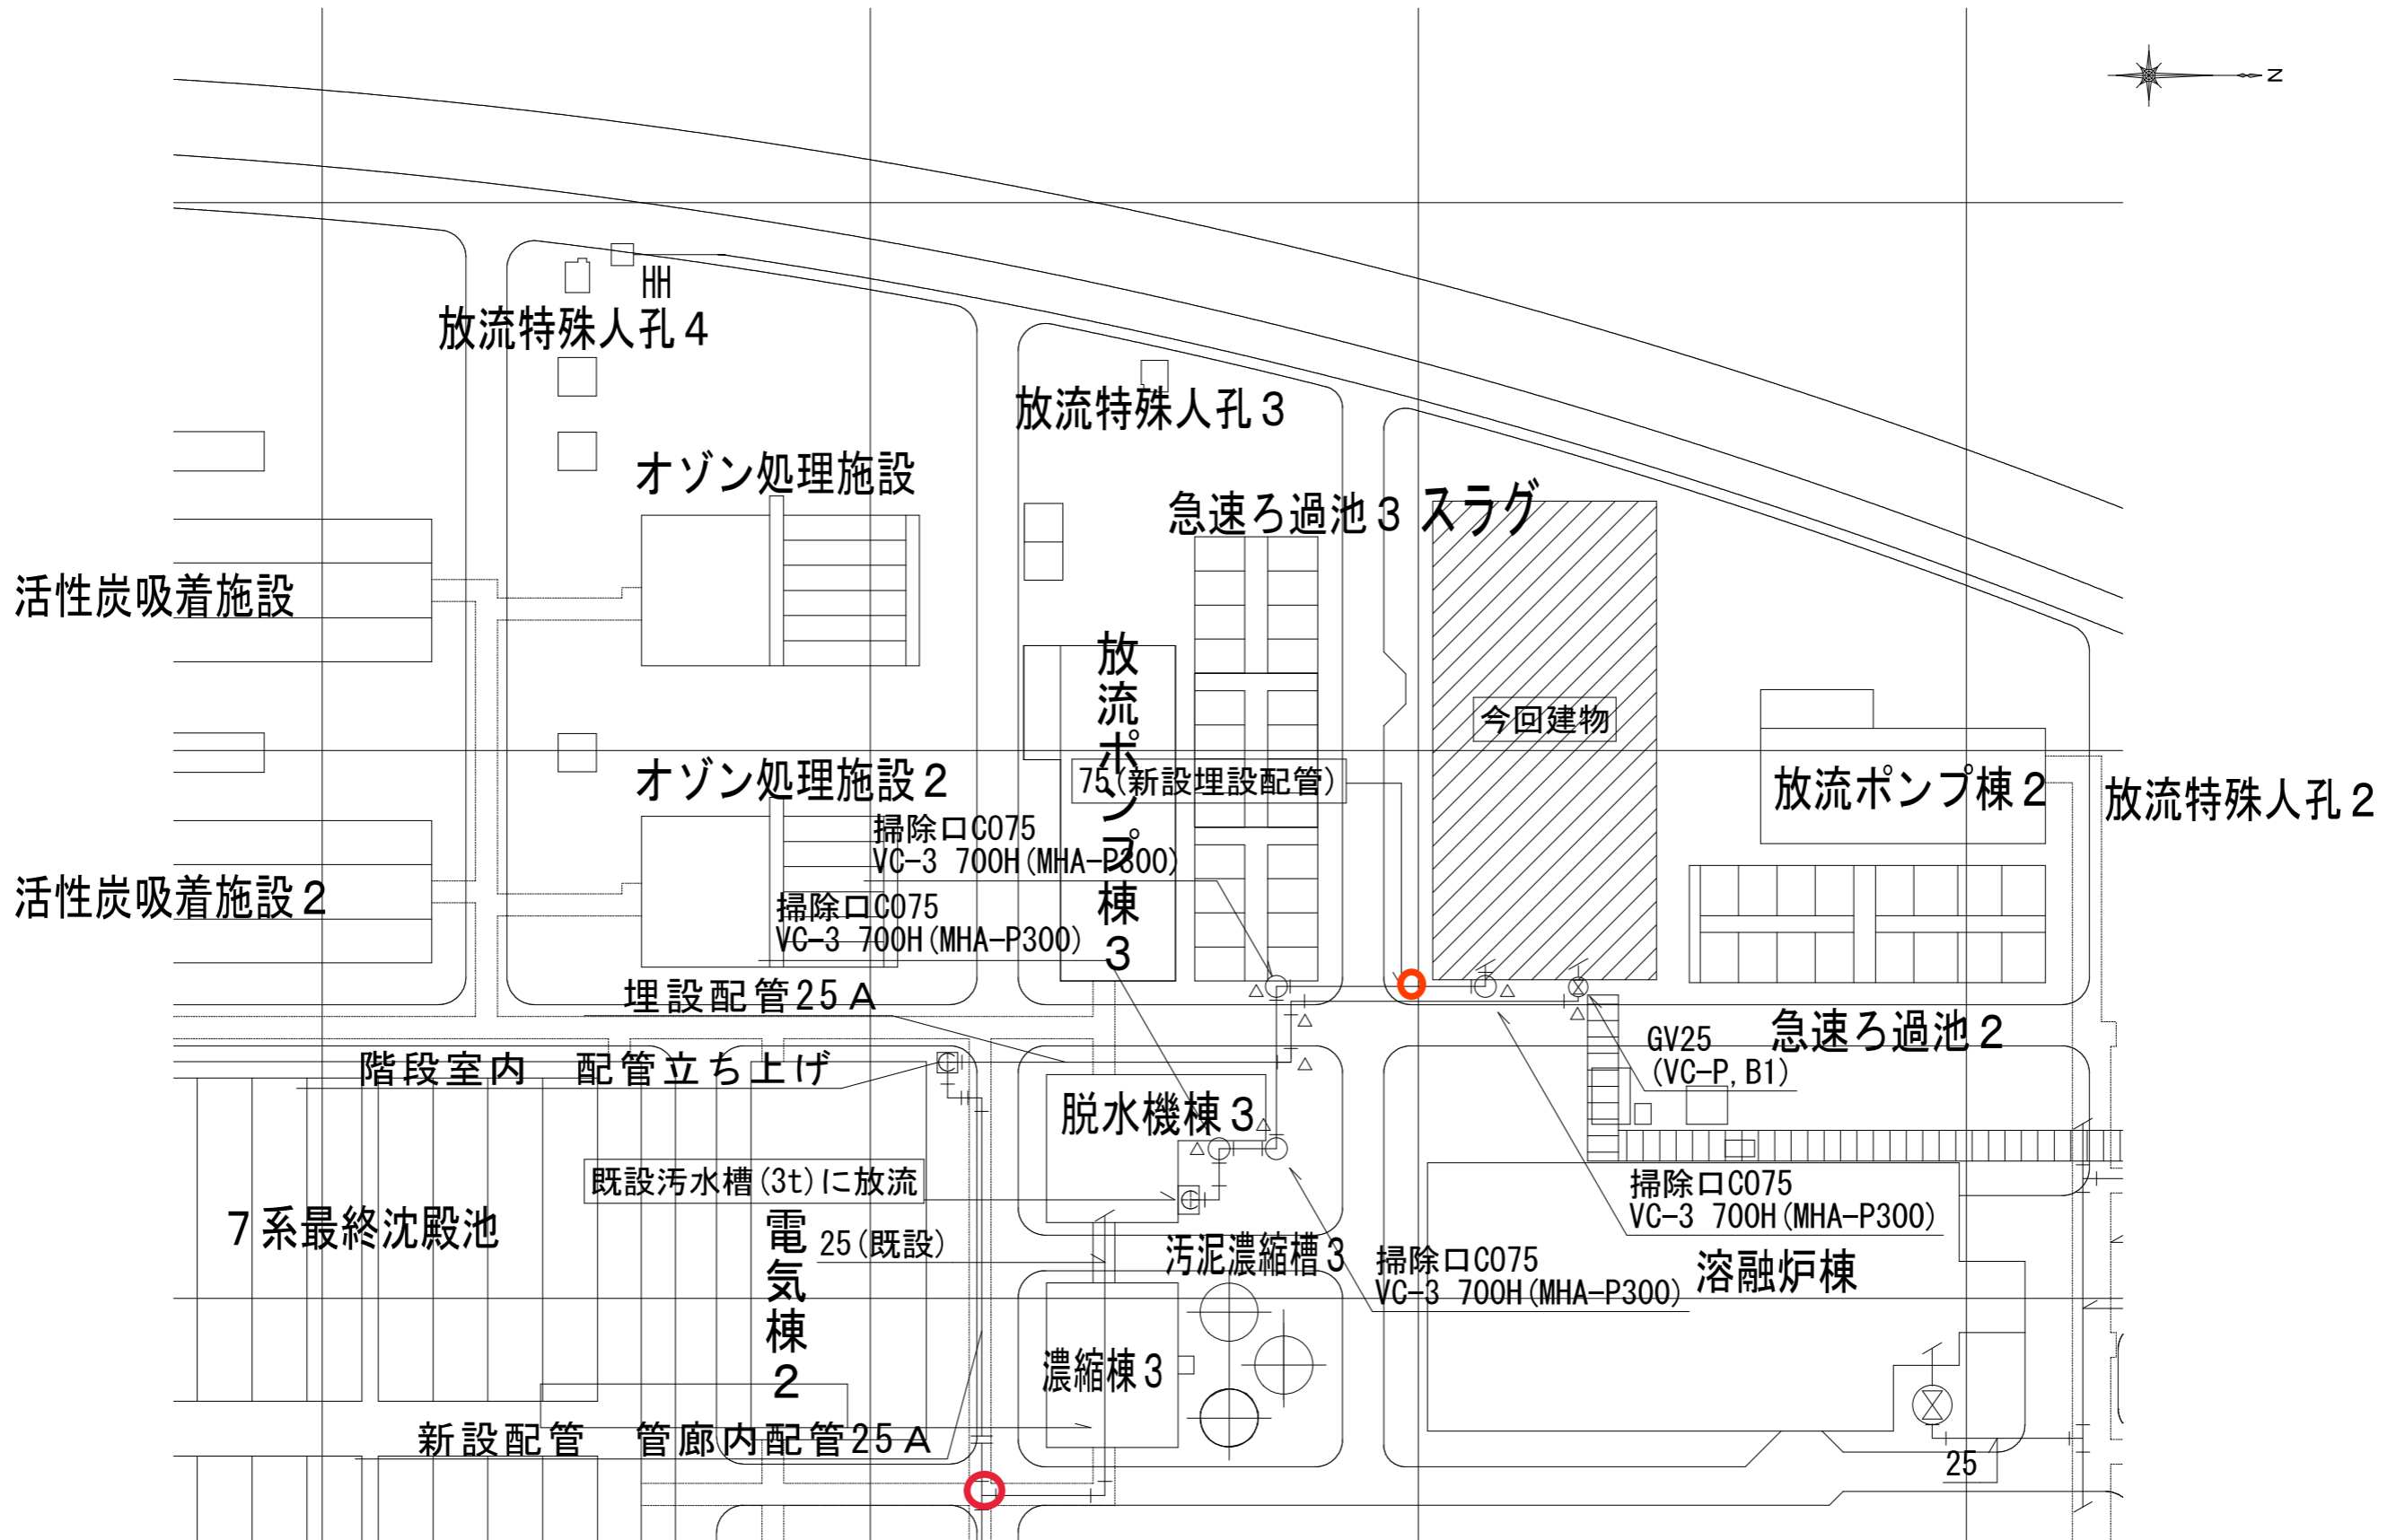 N
HH
放流特殊人孔4
放流特殊人孔3
オゾン処理施設
急速ろ過池3
スラグ
活性炭吸着施設
放流ポンプ棟3
今回建物
オゾン処理施設2
75(新設埋設配管)
放流ポンプ棟2
放流特殊人孔2
掃除口CO75
VC-3 700H(MHA-P300)
活性炭吸着施設2
掃除口CO75
VC-3 700H(MHA-P300)
埋設配管25A
GV25
(VC-P,B1)
急速ろ過池2
階段室内 配管立ち上げ
脱水機棟3
既設汚水槽(3t)に放流
掃除口CO75
VC-3 700H(MHA-P300)
7系最終沈殿池
電気棟2
25(既設)
汚泥濃縮槽3
掃除口CO75
VC-3 700H(MHA-P300)
溶融炉棟
濃縮棟3
新設配管 管廊内配管25A
25